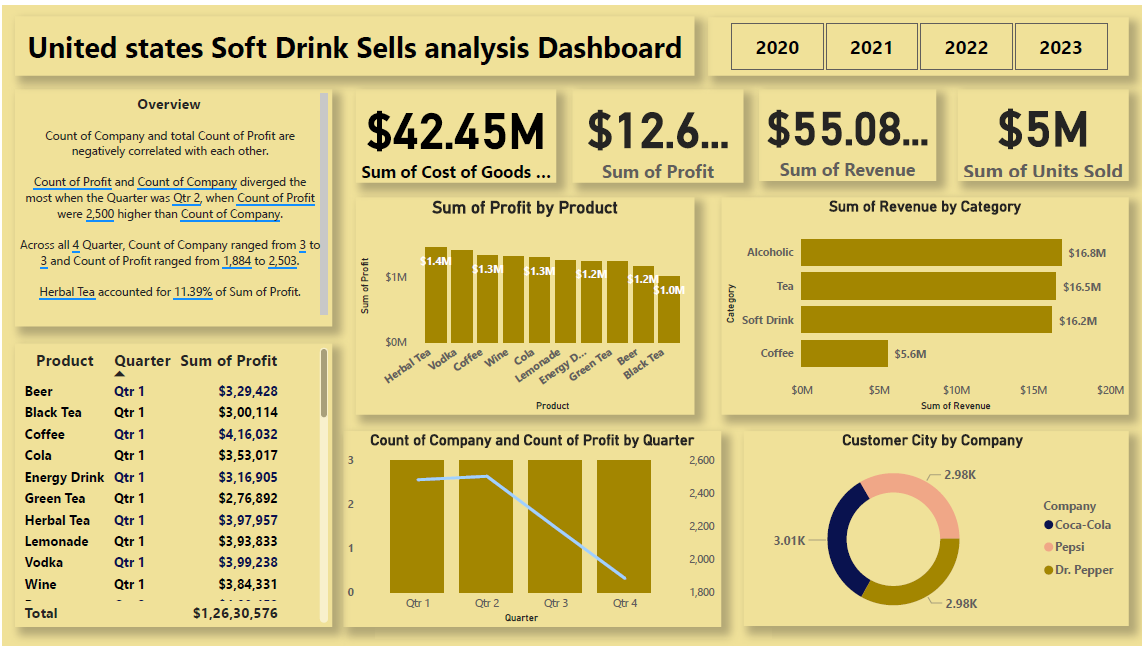 United states Soft Drink Sells analysis Dashboard
2020
2021
2022
2023
Overview
Count of Company and total Count of Profit are
negatively correlated with each other.
Count of Profit and Count of Company diverged the
most when the Quarter was Qtr 2, when Count of Profit
were 2,500 higher than Count of Company.
Across all 4 Quarter, Count of Company ranged from 3 to
3 and Count of Profit ranged from 1,884 to 2,503.
Herbal Tea accounted for 11.39% of Sum of Profit.
$42.45M
Sum of Cost of Goods ...
$12.6...
Sum of Profit
$55.08...
Sum of Revenue
$5M
Sum of Units Sold
Sum of Profit by Product
Sum of Profit
$1M
$0M
$1.4M
$1.3M
$1.3M
$1.2M
$1.2M
$1.0M
Herbal Tea
Vodka
Coffee
Wine
Cola
Lemonade
Energy D...
Green Tea
Beer
Black Tea
Product
Sum of Revenue by Category
Category
Alcoholic $16.8M
Tea $16.5M
Soft Drink $16.2M
Coffee $5.6M
$0M $5M $10M $15M $20M
Sum of Revenue
Product Quarter Sum of Profit
Beer Qtr 1 $3,29,428
Black Tea Qtr 1 $3,00,114
Coffee Qtr 1 $4,16,032
Cola Qtr 1 $3,53,017
Energy Drink Qtr 1 $3,16,905
Green Tea Qtr 1 $2,76,892
Herbal Tea Qtr 1 $3,97,957
Lemonade Qtr 1 $3,93,833
Vodka Qtr 1 $3,99,238
Wine Qtr 1 $3,84,331
Total $1,26,30,576
Count of Company and Count of Profit by Quarter
3 2,600
2,400
2
2,200
1
2,000
0 1,800
Qtr 1 Qtr 2 Qtr 3 Qtr 4
Quarter
Customer City by Company
2.98K
3.01K
2.98K
Company
Coca-Cola
Pepsi
Dr. Pepper